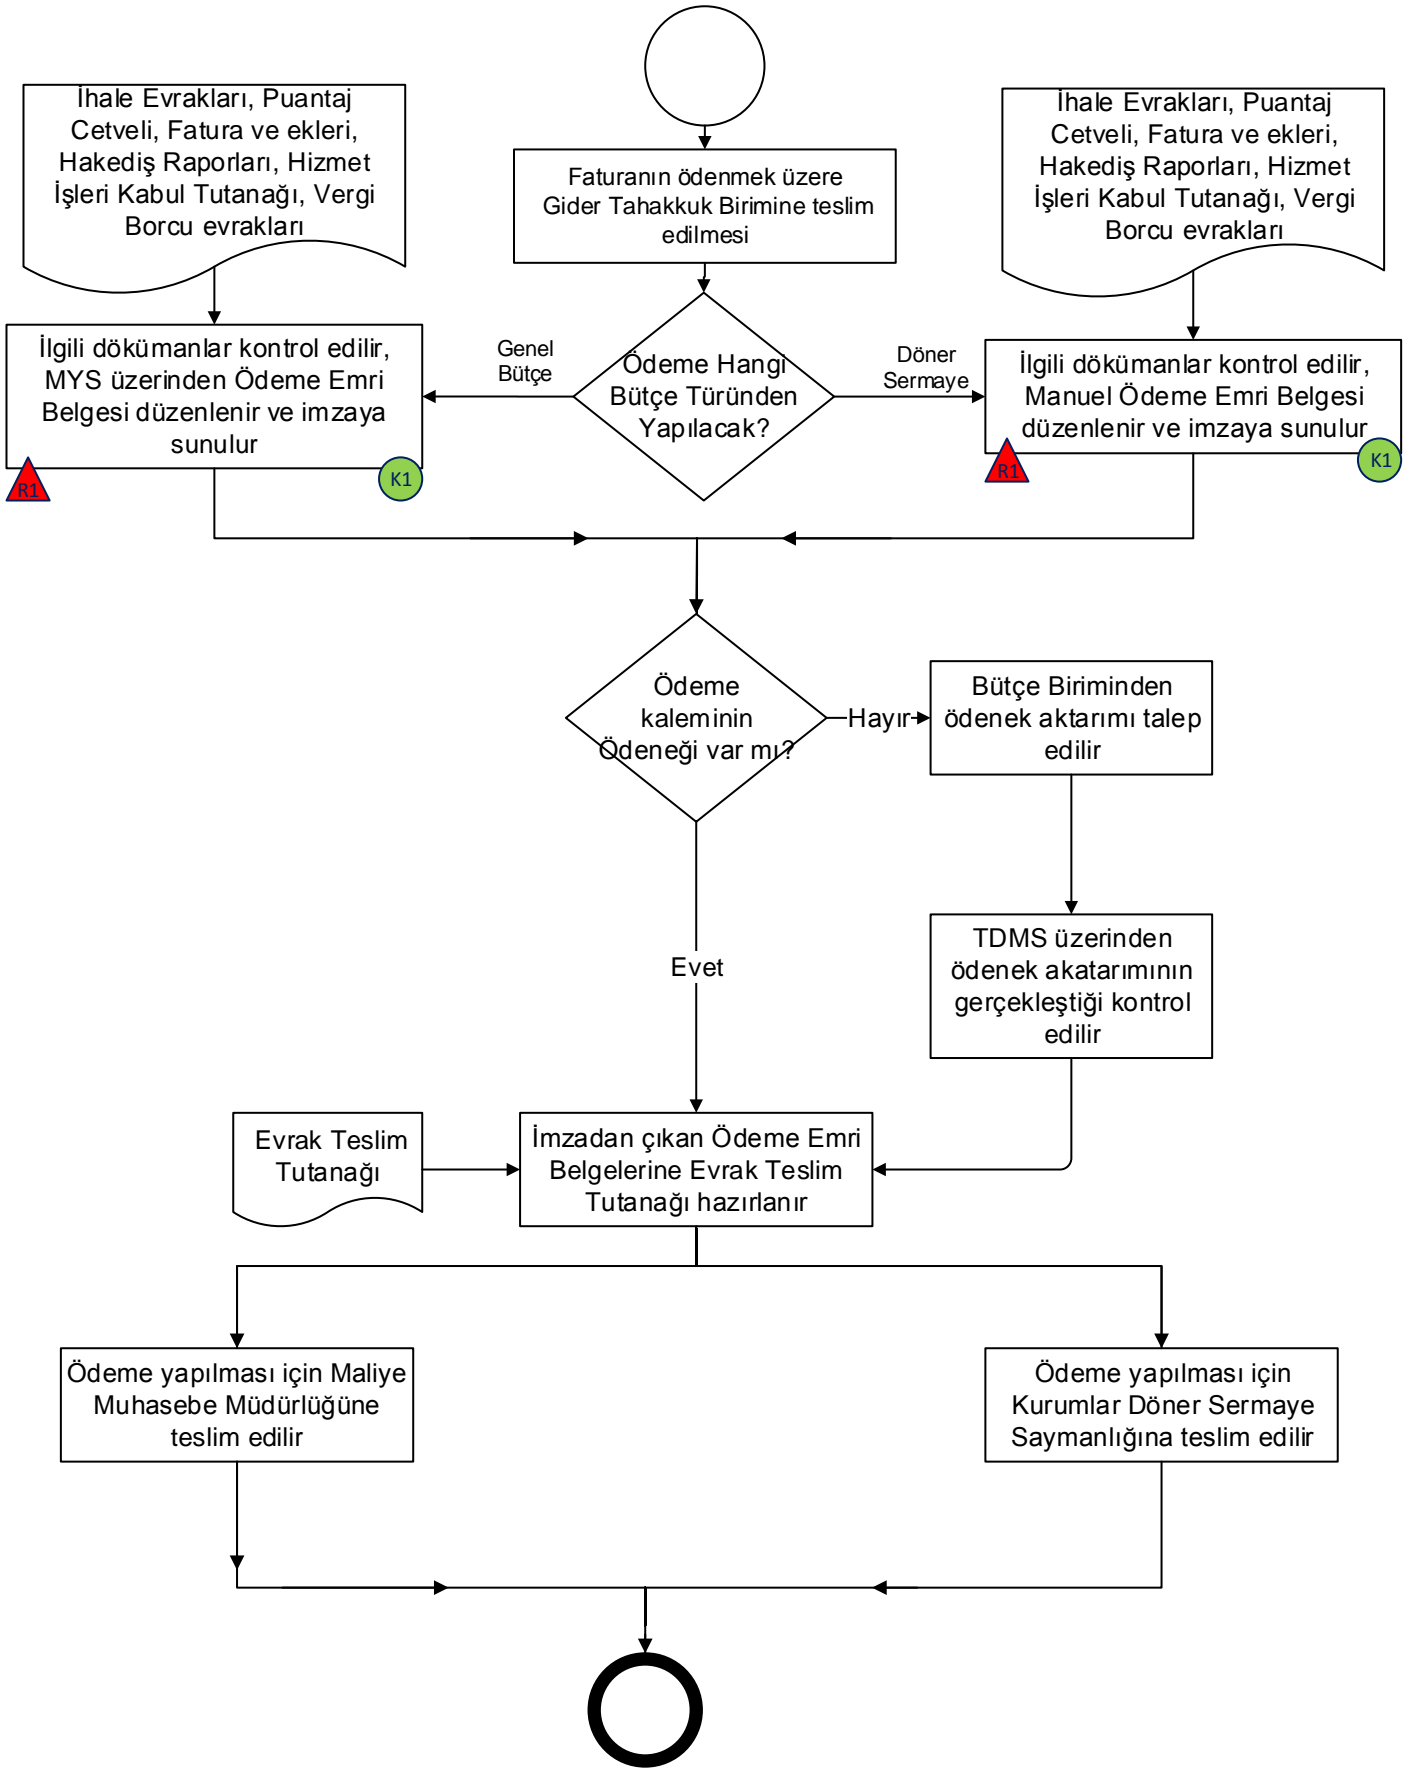 İhale Evrakları, Puantaj
Cetveli, Fatura ve ekleri,
Hakediş Raporları, Hizmet
İşleri Kabul Tutanağı, Vergi
Borcu evrakları
Faturanın ödenmek üzere
Gider Tahakkuk Birimine teslim
edilmesi
İhale Evrakları, Puantaj
Cetveli, Fatura ve ekleri,
Hakediş Raporları, Hizmet
İşleri Kabul Tutanağı, Vergi
Borcu evrakları
İlgili dökümanlar kontrol edilir,
MYS üzerinden Ödeme Emri
Belgesi düzenlenir ve imzaya
sunulur
R1
K1
Genel
Bütçe
Ödeme Hangi
Bütçe Türünden
Yapılacak?
Döner
Sermaye
İlgili dökümanlar kontrol edilir,
Manuel Ödeme Emri Belgesi
düzenlenir ve imzaya sunulur
R1
K1
Ödeme
kaleminin
Ödeneği var mı?
Hayır
Bütçe Biriminden
ödenek aktarımı talep
edilir
Evet
TDMS üzerinden
ödenek akatarımının
gerçekleştiği kontrol
edilir
Evrak Teslim
Tutanağı
İmzadan çıkan Ödeme Emri
Belgelerine Evrak Teslim
Tutanağı hazırlanır
Ödeme yapılması için Maliye
Muhasebe Müdürlüğüne
teslim edilir
Ödeme yapılması için
Kurumlar Döner Sermaye
Saymanlığına teslim edilir